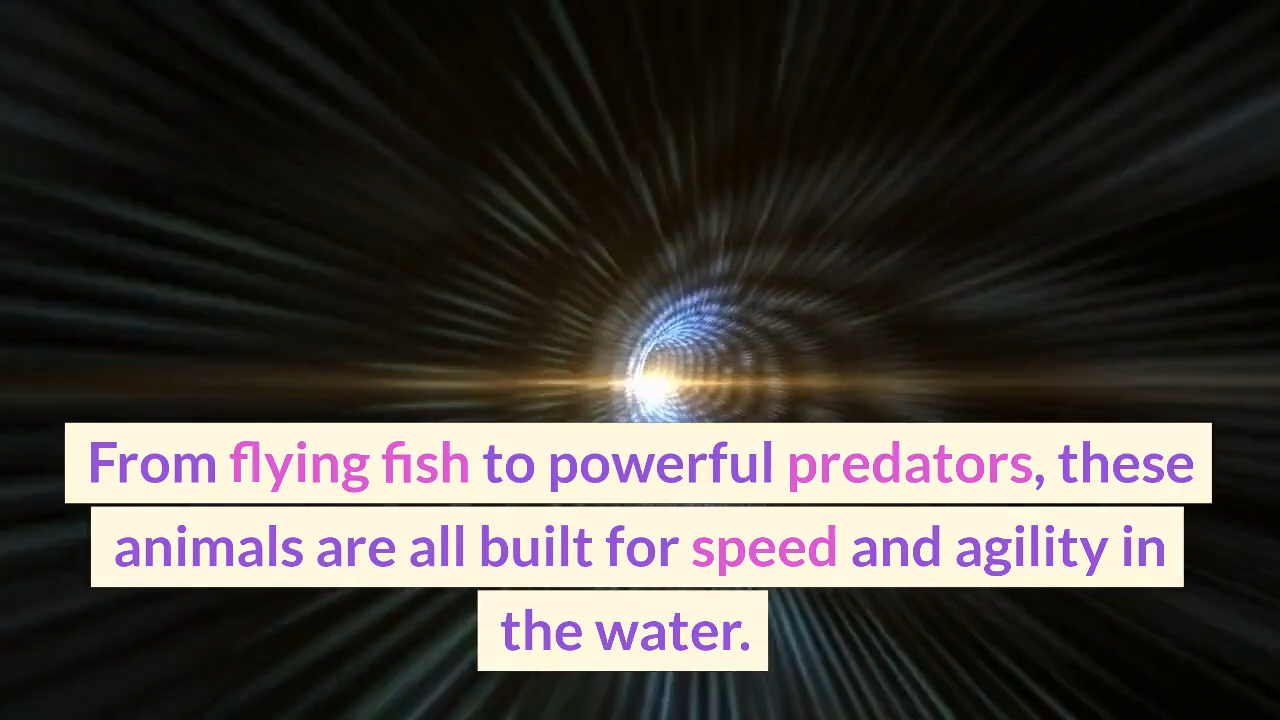 From flying fish to powerful predators, these
animals are all built for speed and agility in
the water.